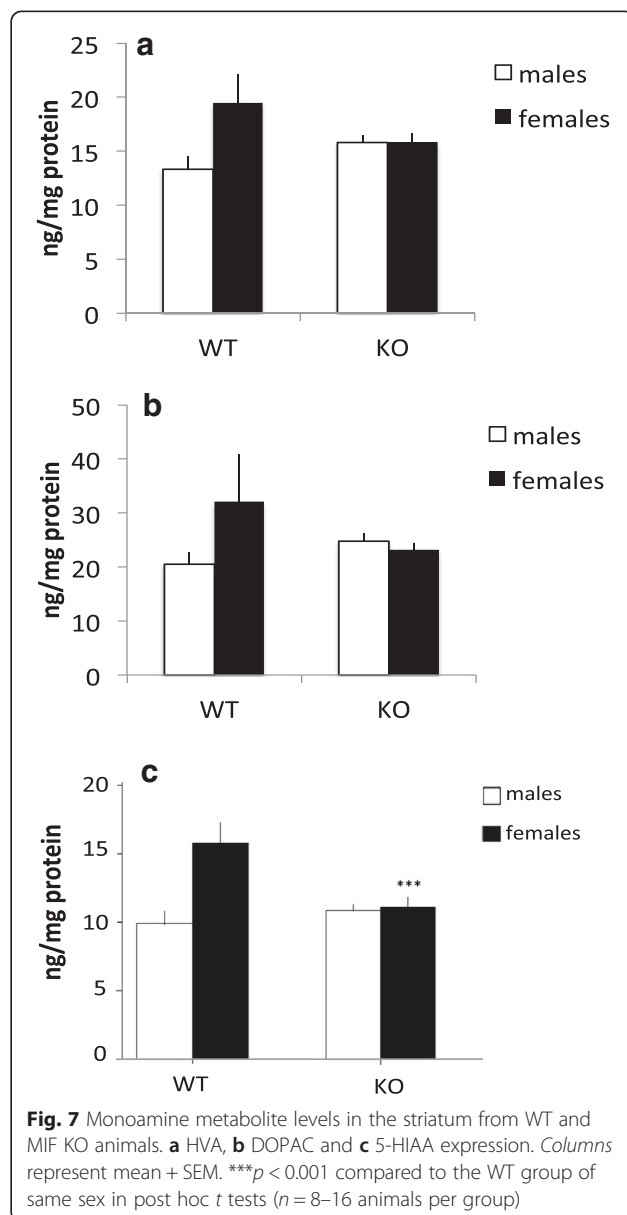 a
25
20
15
10
5
0
ng/mg protein
males
females
WT KO
b
50
40
30
20
10
0
ng/mg protein
males
females
WT KO
c
20
15
10
5
0
ng/mg protein
males
females
***
WT KO
Fig. 7 Monoamine metabolite levels in the striatum from WT and
MIF KO animals. a HVA, b DOPAC and c 5-HIAA expression. Columns
represent mean + SEM. ***p < 0.001 compared to the WT group of
same sex in post hoc t tests (n = 8–16 animals per group)